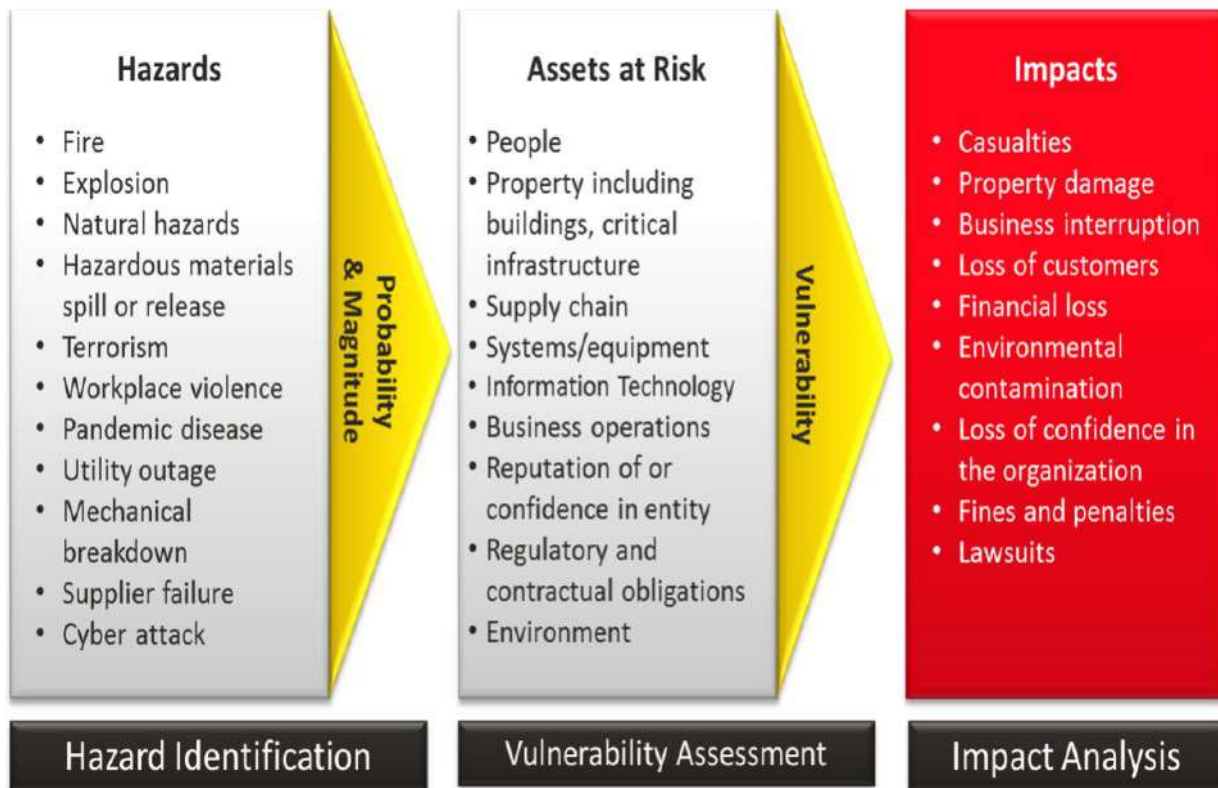 Hazards
• Fire
• Explosion
• Natural hazards
• Hazardous materials
spill or release
• Terrorism
• Workplace violence
• Pandemic disease
• Utility outage
• Mechanical
breakdown
• Supplier failure
• Cyber attack
Probability
& Magnitude
Assets at Risk
• People
• Property including
buildings, critical
infrastructure
• Supply chain
• Systems/equipment
• Information Technology
• Business operations
• Reputation of or
confidence in entity
• Regulatory and
contractual obligations
• Environment
Vulnerability
Impacts
• Casualties
• Property damage
• Business interruption
• Loss of customers
• Financial loss
• Environmental
contamination
• Loss of confidence in
the organization
• Fines and penalties
• Lawsuits
Hazard Identification
Vulnerability Assessment
Impact Analysis